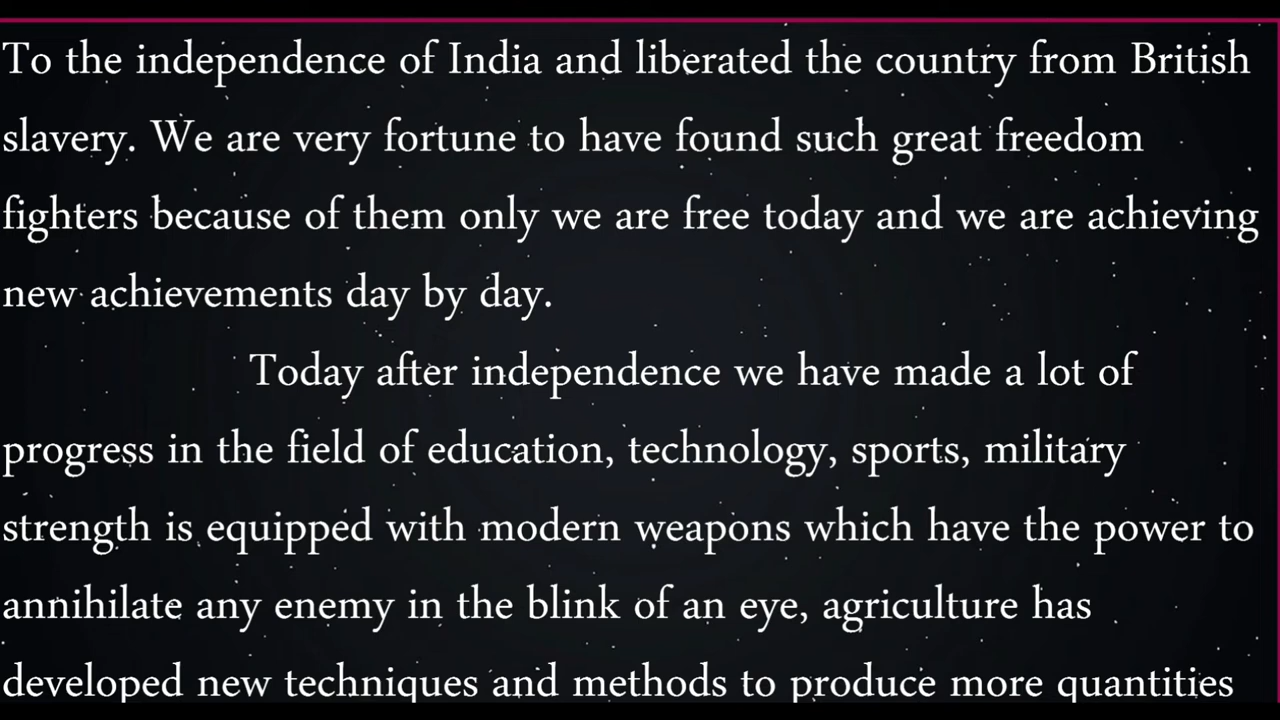 To the independence of India and liberated the country from British
slavery. We are very fortune to have found such great freedom
fighters because of them only we are free today and we are achieving
new achievements day by day.
Today after independence we have made a lot of
progress in the field of education, technology, sports, military
strength is equipped with modern weapons which have the power to
annihilate any enemy in the blink of an eye, agriculture has
developed new techniques and methods to produce more quantities